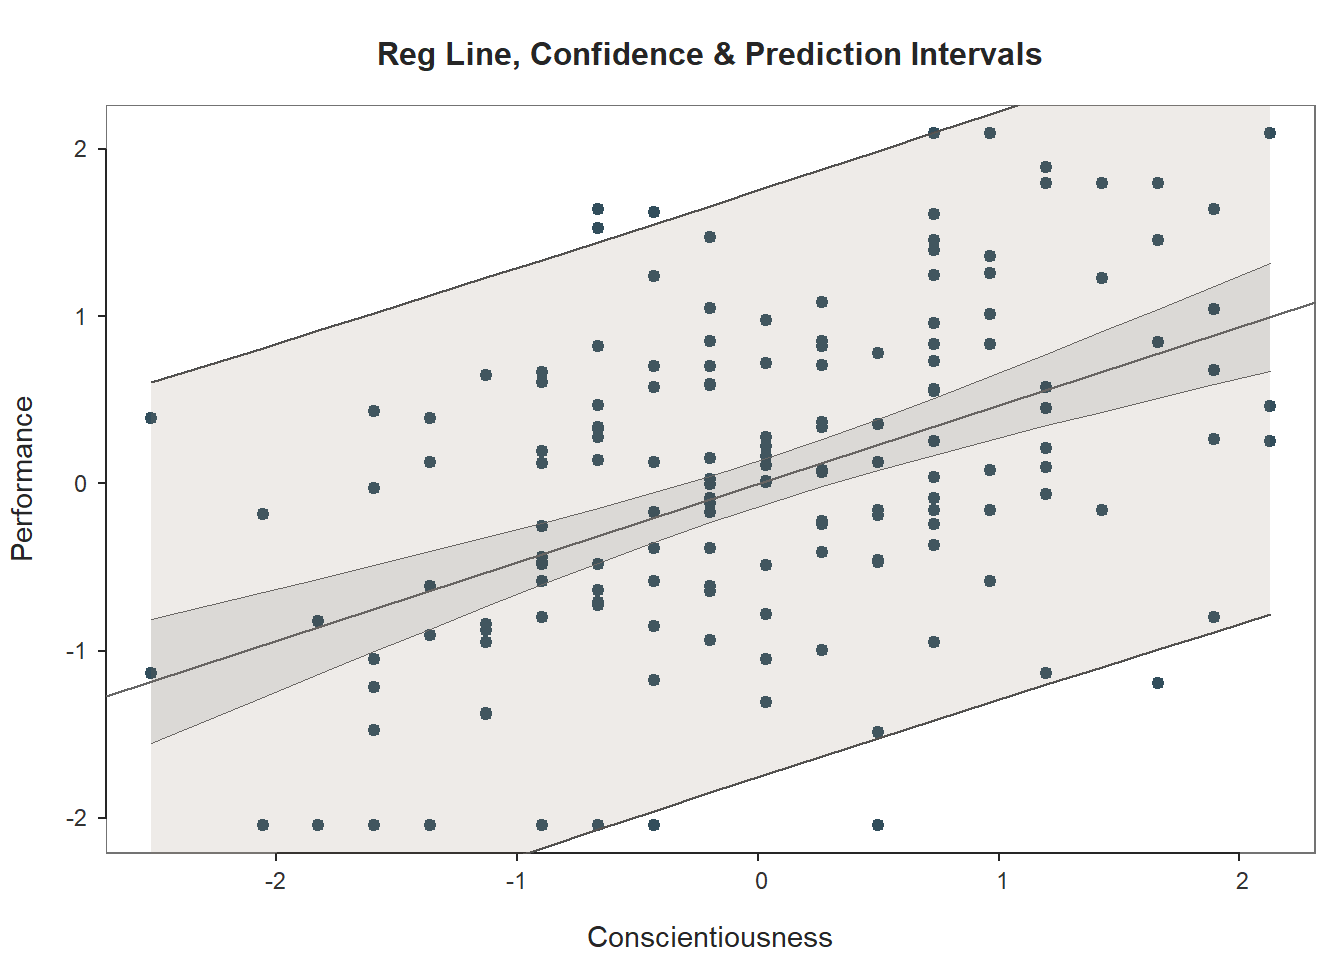 Reg Line, Confidence & Prediction Intervals
2
1
0
-1
-2
Performance
-2 -1 0 1 2
Conscientiousness